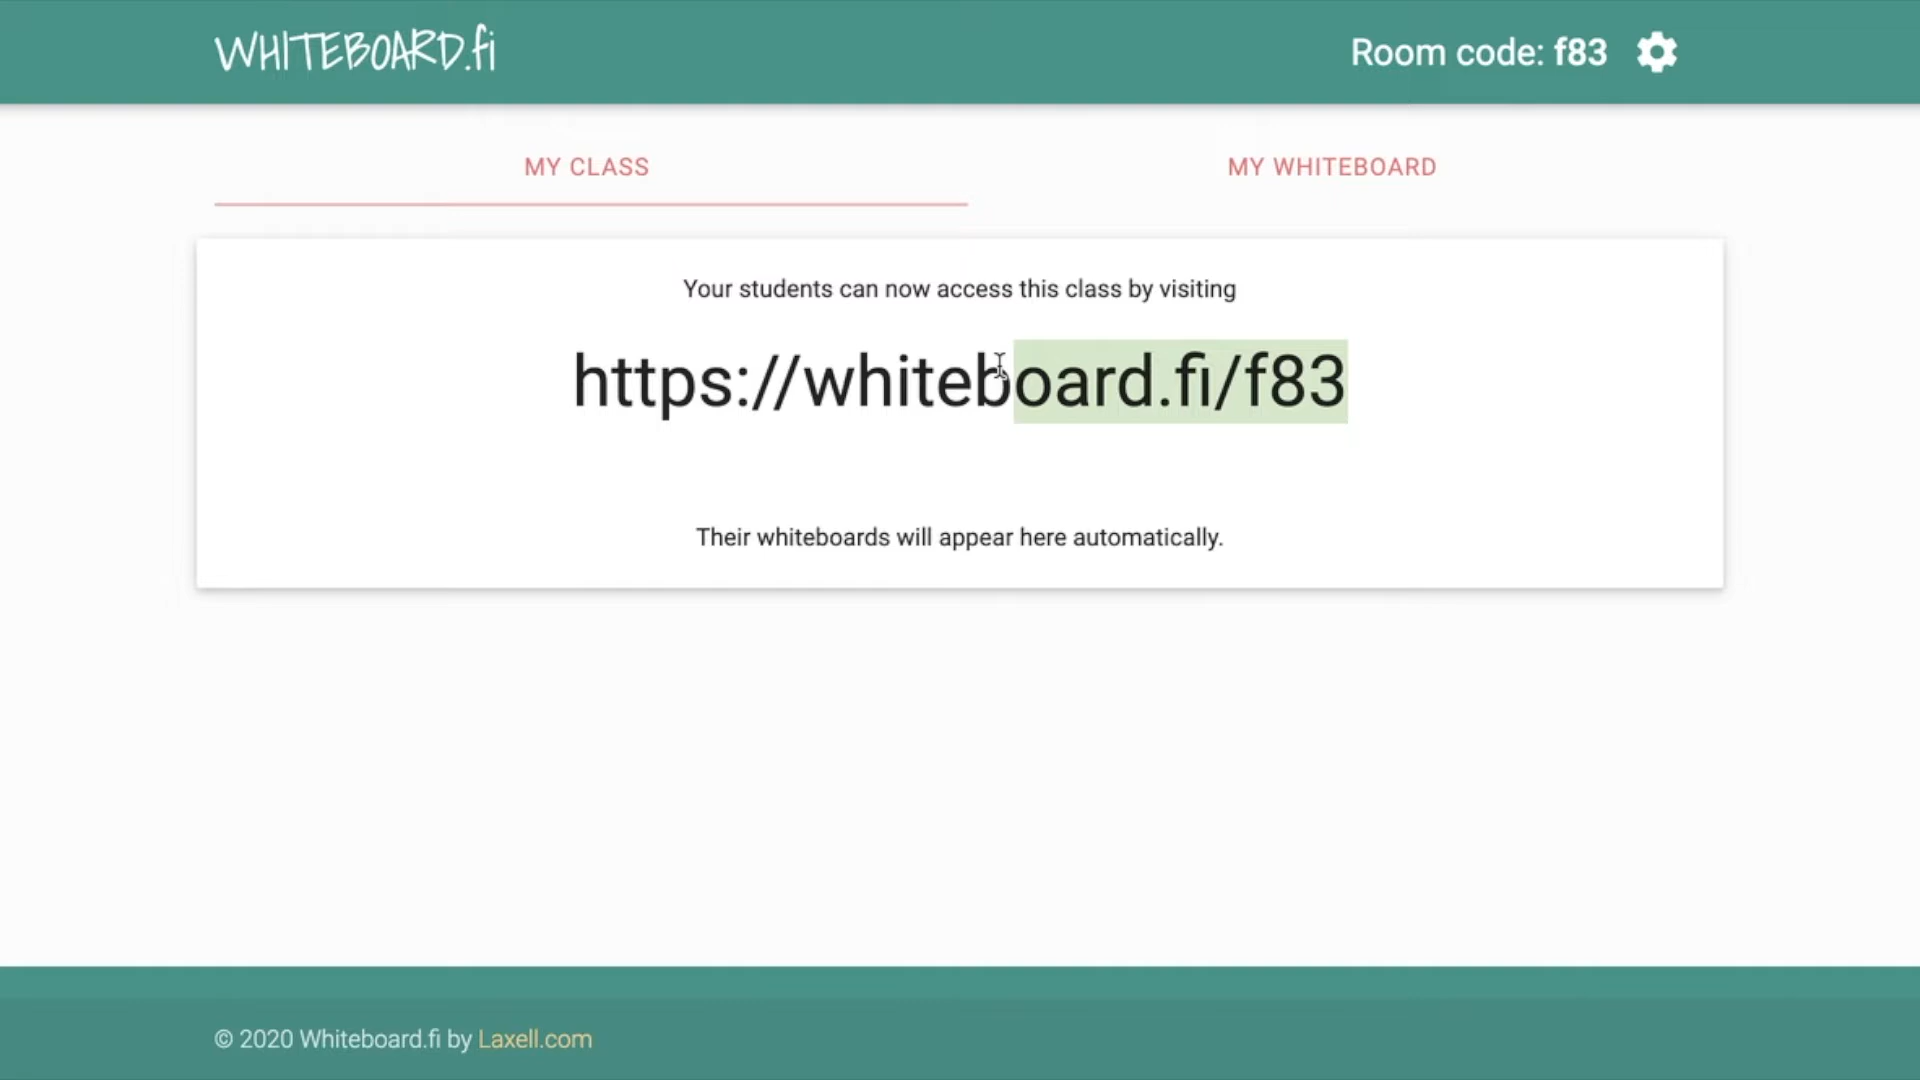 WHITEBOARD.fi
Room code: f83
MY CLASS
MY WHITEBOARD
Your students can now access this class by visiting
https://whiteboard.fi/f83
Their whiteboards will appear here automatically.
© 2020 Whiteboard.fi by Laxell.com